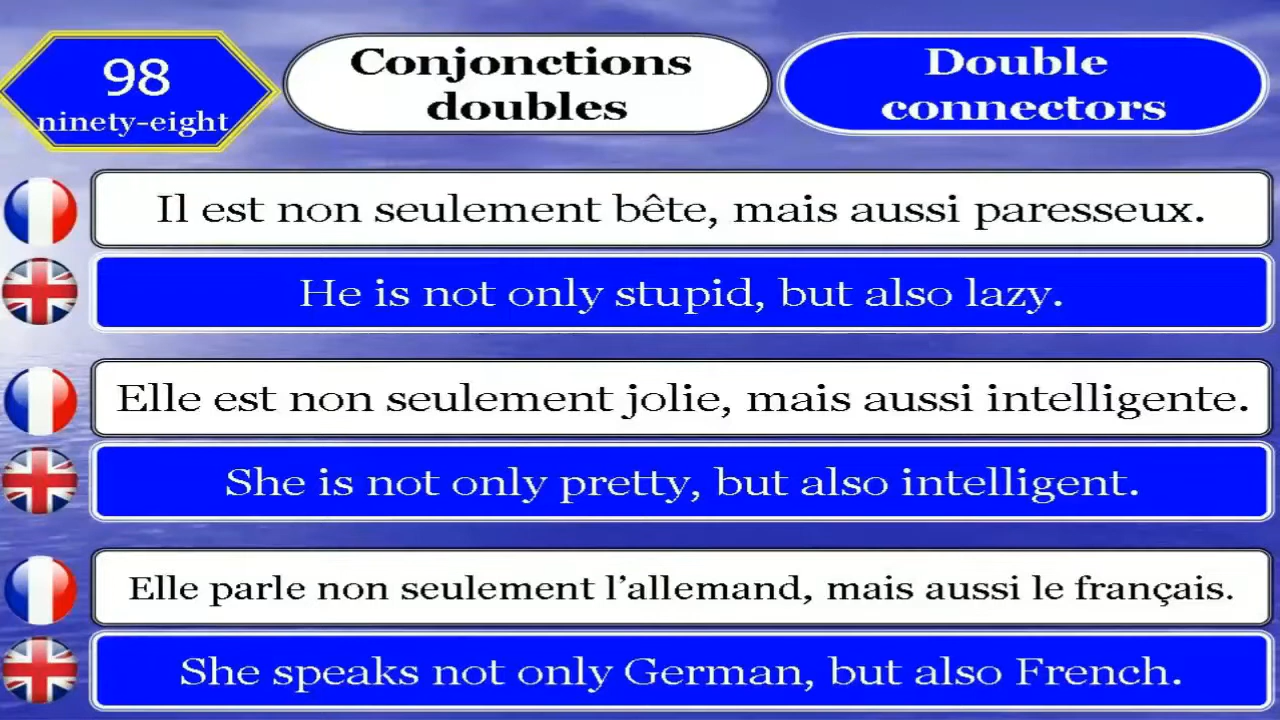 98
ninety-eight
Conjonctions
doubles
Double
connectors
Il est non seulement bête, mais aussi paresseux.
He is not only stupid, but also lazy.
Elle est non seulement jolie, mais aussi intelligente.
She is not only pretty, but also intelligent.
Elle parle non seulement l’allemand, mais aussi le français.
She speaks not only German, but also French.